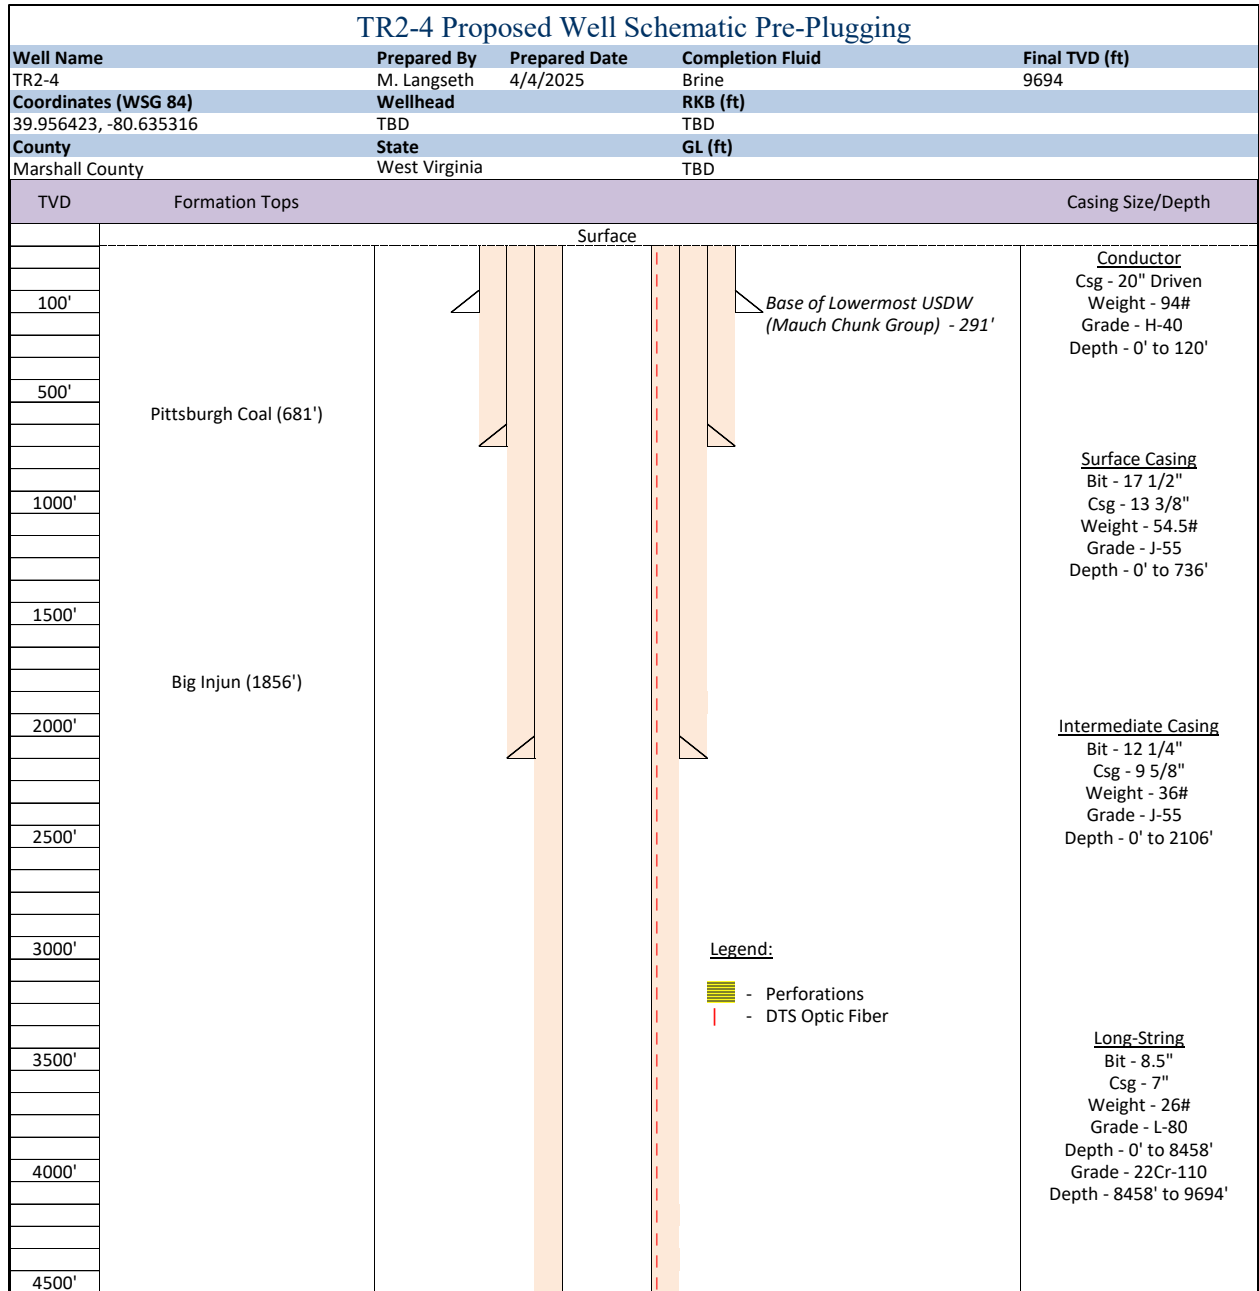 TR2-4 Proposed Well Schematic Pre-Plugging
Well Name Prepared By Prepared Date Completion Fluid Final TVD (ft)
TR2-4 M. Langseth 4/4/2025 Brine 9694
Coordinates (WSG 84) Wellhead RKB (ft)
39.956423, -80.635316 TBD TBD
County State GL (ft)
Marshall County West Virginia TBD
TVD Formation Tops Casing Size/Depth
Surface
Conductor
Csg - 20" Driven
100' Base of Lowermost USDW Weight - 94#
(Mauch Chunk Group) - 291' Grade - H-40
Depth - 0' to 120'
500'
Pittsburgh Coal (681')
Surface Casing
Bit - 17 1/2"
1000' Csg - 13 3/8"
Weight - 54.5#
Grade - J-55
Depth - 0' to 736'
1500'
Big Injun (1856')
2000' Intermediate Casing
Bit - 12 1/4"
Csg - 9 5/8"
Weight - 36#
Grade - J-55
2500' Depth - 0' to 2106'
3000' Legend:
- Perforations
- DTS Optic Fiber
Long-String
3500' Bit - 8.5"
Csg - 7"
Weight - 26#
Grade - L-80
Depth - 0' to 8458'
4000' Grade - 22Cr-110
Depth - 8458' to 9694'
4500'